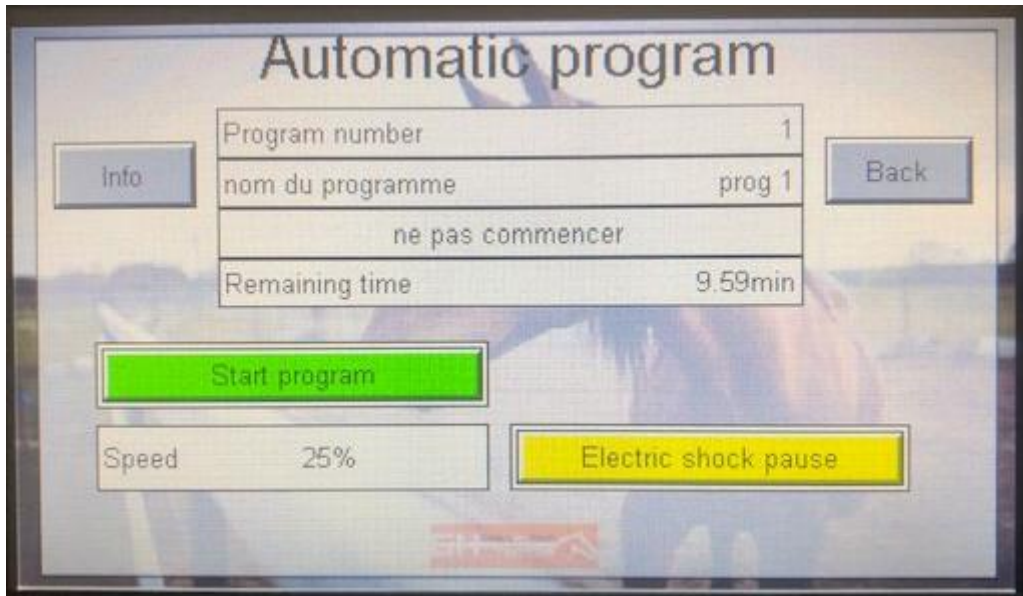 Automatic program
Program number 1
Info
Back
nom du programme prog 1
ne pas commencer
Remaining time 9.59min
Start program
Speed 25%
Electric shock pause